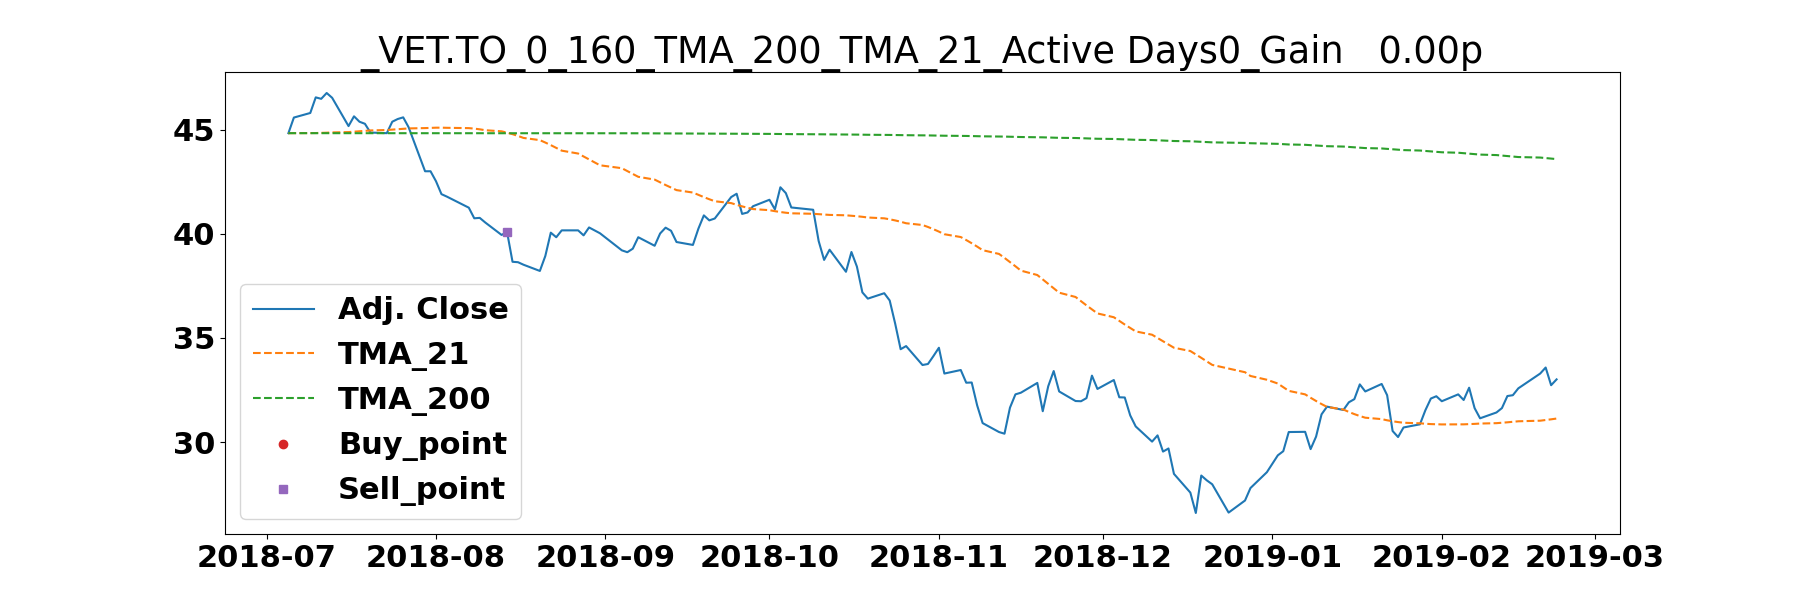 _VET.TO_0_160_TMA_200_TMA_21_Active Days0_Gain   0.00p
45
40
35
30
Adj. Close
TMA_21
TMA_200
Buy_point
Sell_point
2018-07 2018-08 2018-09 2018-10 2018-11 2018-12 2019-01 2019-02 2019-03